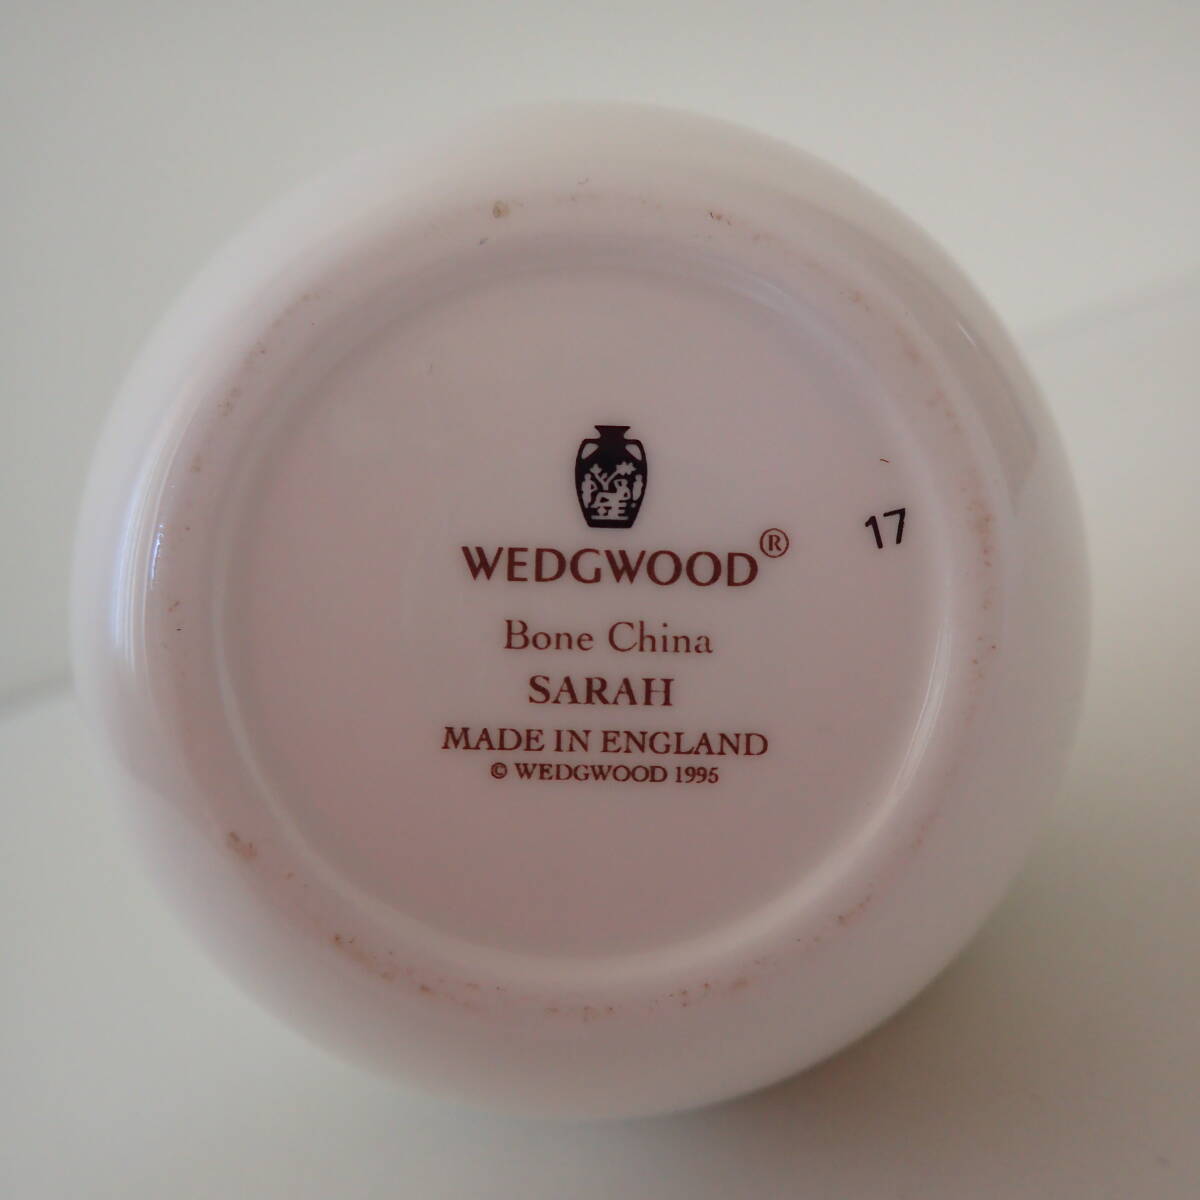 WEDGWOOD®
17
Bone China
SARAH
MADE IN ENGLAND
© WEDGWOOD 1995